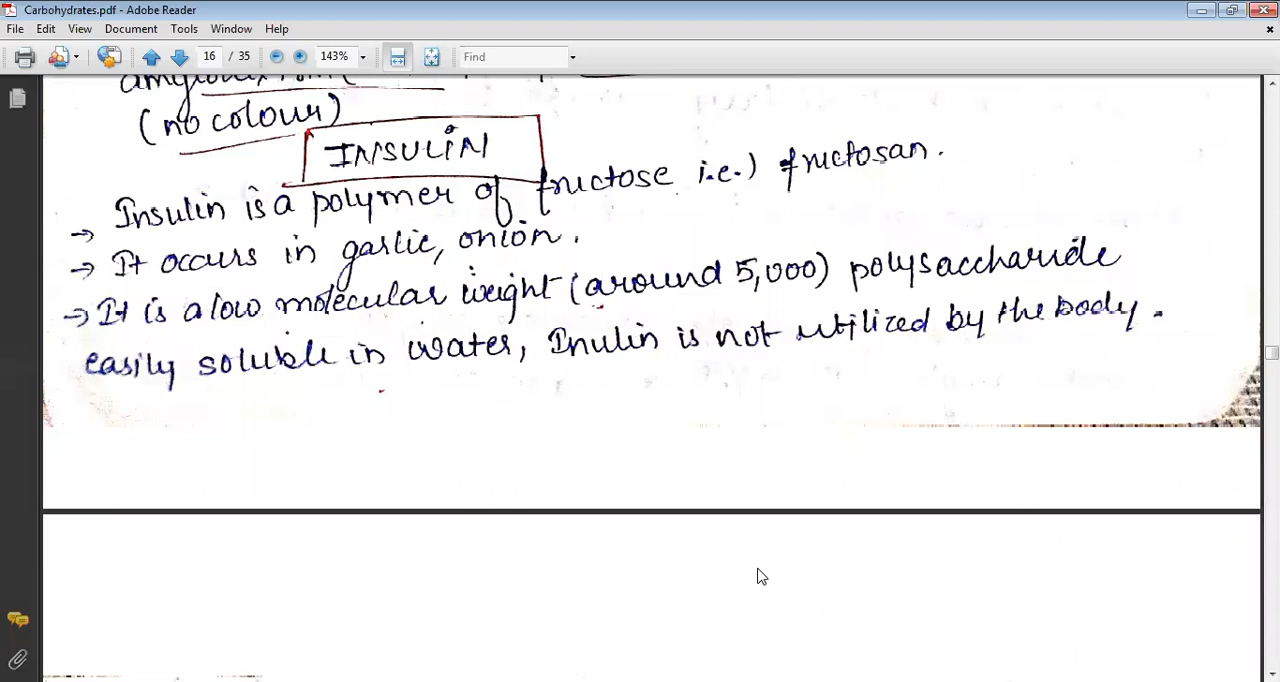 Carbohydrates.pdf - Adobe Reader
File Edit View Document Tools Window Help
16 / 35 143% Find
(no colour)
INSULIN
→ Insulin is a polymer of fructose i.e.) fructosan.
→ It occurs in garlic, onion.
→ It is a low molecular weight (around 5,000) polysaccharide
easily soluble in water, Inulin is not utilized by the body.